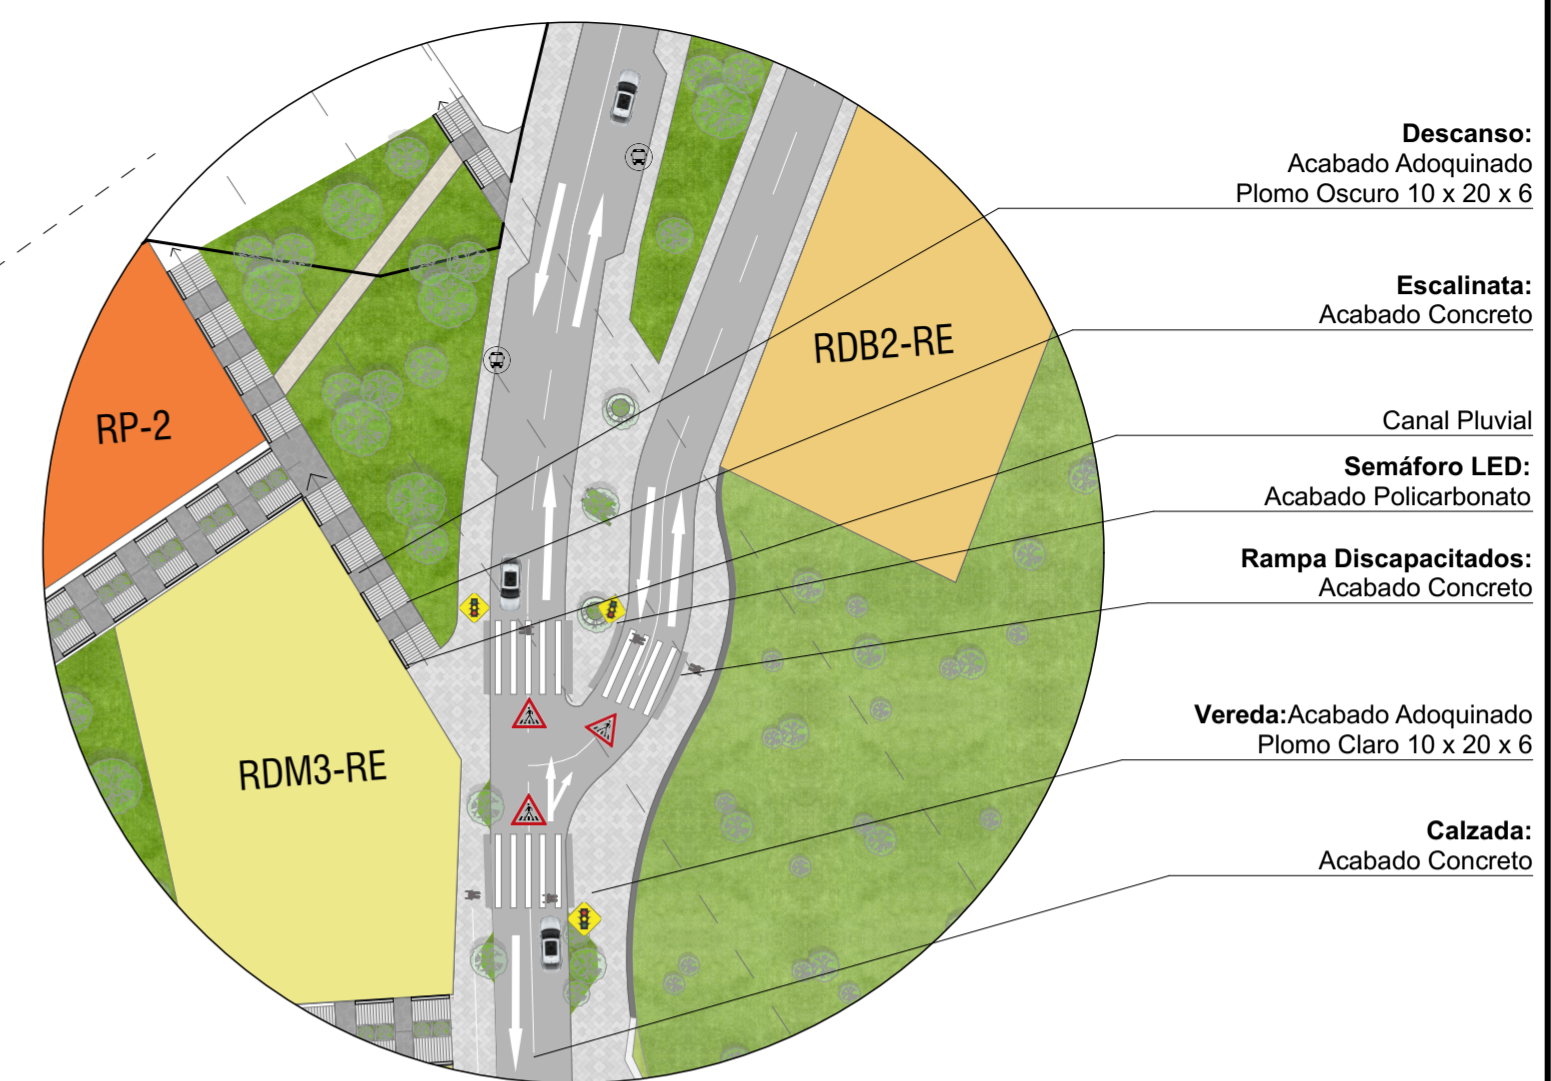 Descanso:
Acabado Adoquinado
Plomo Oscuro 10 x 20 x 6
Escalinata:
Acabado Concreto
Canal Pluvial
Semáforo LED:
Acabado Policarbonato
Rampa Discapacitados:
Acabado Concreto
Vereda:Acabado Adoquinado
Plomo Claro 10 x 20 x 6
Calzada:
Acabado Concreto
RDB2-RE
RP-2
RDM3-RE